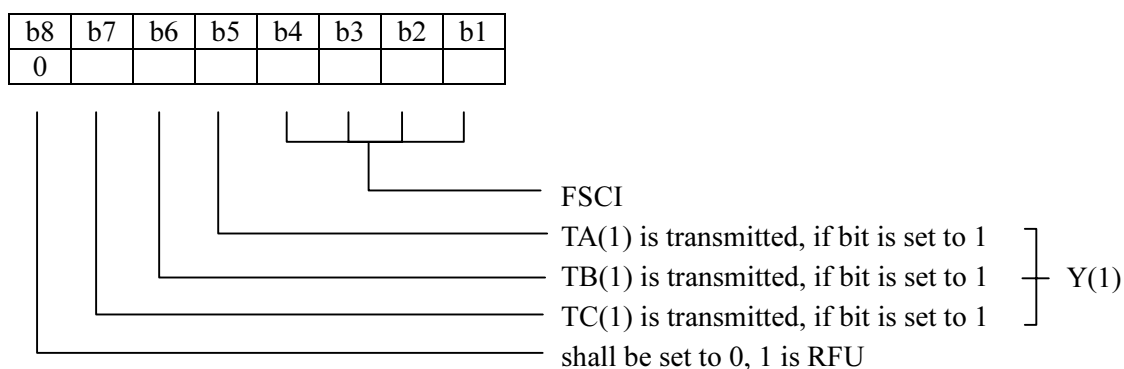 b8 b7 b6 b5 b4 b3 b2 b1
0
FSCI
TA(1) is transmitted, if bit is set to 1
TB(1) is transmitted, if bit is set to 1
Y(1)
TC(1) is transmitted, if bit is set to 1
shall be set to 0, 1 is RFU